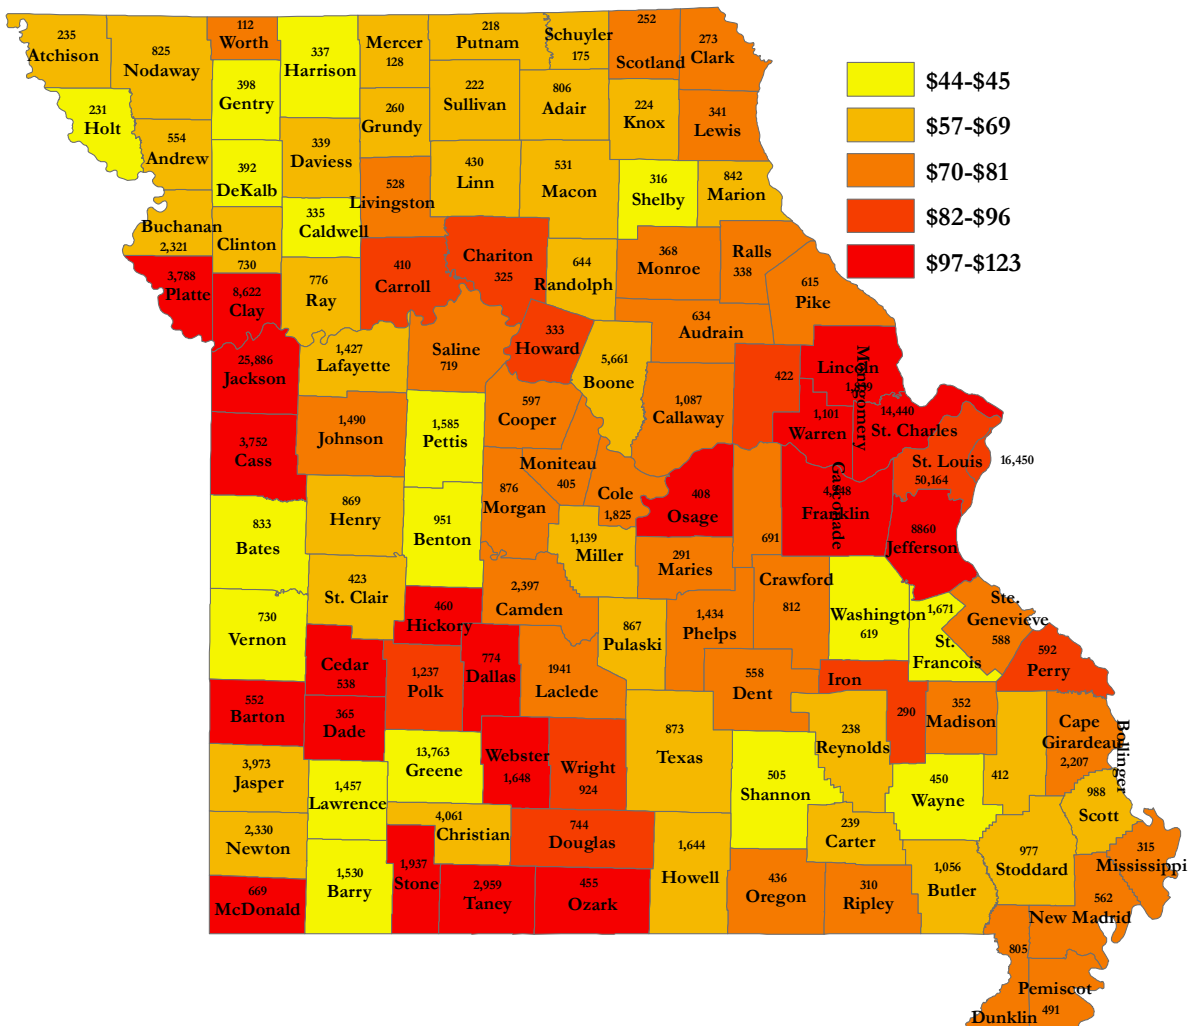 235
Atchison
825
Nodaway
112
Worth
337
Harrison
Mercer
128
218
Putnam
Schuyler
175
252
Scotland
273
Clark
$44-$45
$57-$69
$70-$81
$82-$96
$97-$123
231
Holt
398
Gentry
260
Grundy
222
Sullivan
806
Adair
224
Knox
341
Lewis
554
Andrew
392
DeKalb
339
Daviess
528
Livingston
430
Linn
531
Macon
316
Shelby
842
Marion
Buchanan
2,321
Clinton
730
335
Caldwell
410
Carroll
Chariton
325
644
Randolph
368
Monroe
Ralls
338
615
Pike
3,788
Platte
8,622
Clay
776
Ray
634
Audrain
333
Howard
25,886
Jackson
1,427
Lafayette
Saline
719
5,661
Boone
422
Montgomery
Lincoln
1,101
Warren
14,440
St. Charles
3,752
Cass
1,490
Johnson
1,585
Pettis
597
Cooper
1,087
Callaway
St. Louis
50,164
16,450
Moniteau
405
Cole
1,825
876
Morgan
408
Osage
Gasconade
691
Franklin
8860
Jefferson
833
Bates
869
Henry
951
Benton
1,139
Miller
291
Maries
Crawford
812
423
St. Clair
2,397
Camden
730
Vernon
460
Hickory
867
Pulaski
1,434
Phelps
Washington
619
1,671
St.
Francois
Ste.
Genevieve
588
592
Perry
Cedar
538
1,237
Polk
774
Dallas
1941
Laclede
558
Dent
Iron
290
352
Madison
552
Barton
365
Dade
873
Texas
238
Reynolds
Cape
Girardeau
2,207
Bollinger
412
3,973
Jasper
13,763
Greene
Webster
1,648
Wright
924
505
Shannon
450
Wayne
988
Scott
1,457
Lawrence
4,061
Christian
744
Douglas
2,330
Newton
1,644
Howell
239
Carter
977
Stoddard
315
Mississippi
669
McDonald
1,530
Barry
1,937
Stone
2,959
Taney
455
Ozark
436
Oregon
310
Ripley
1,056
Butler
562
New Madrid
805
Dunklin
Pemiscot
491